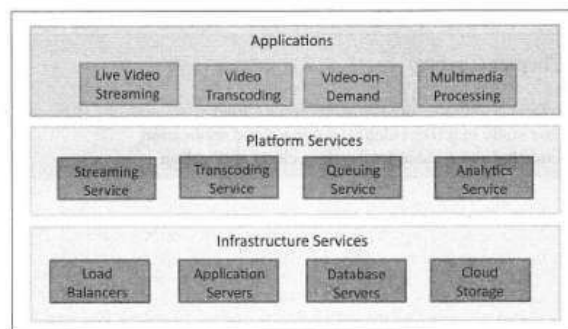 Applications
Live Video
Streaming
Video
Transcoding
Video-on-
Demand
Multimedia
Processing
Platform Services
Streaming
Service
Transcoding
Service
Queuing
Service
Analytics
Service
Infrastructure Services
Load
Balancers
Application
Servers
Database
Servers
Cloud
Storage